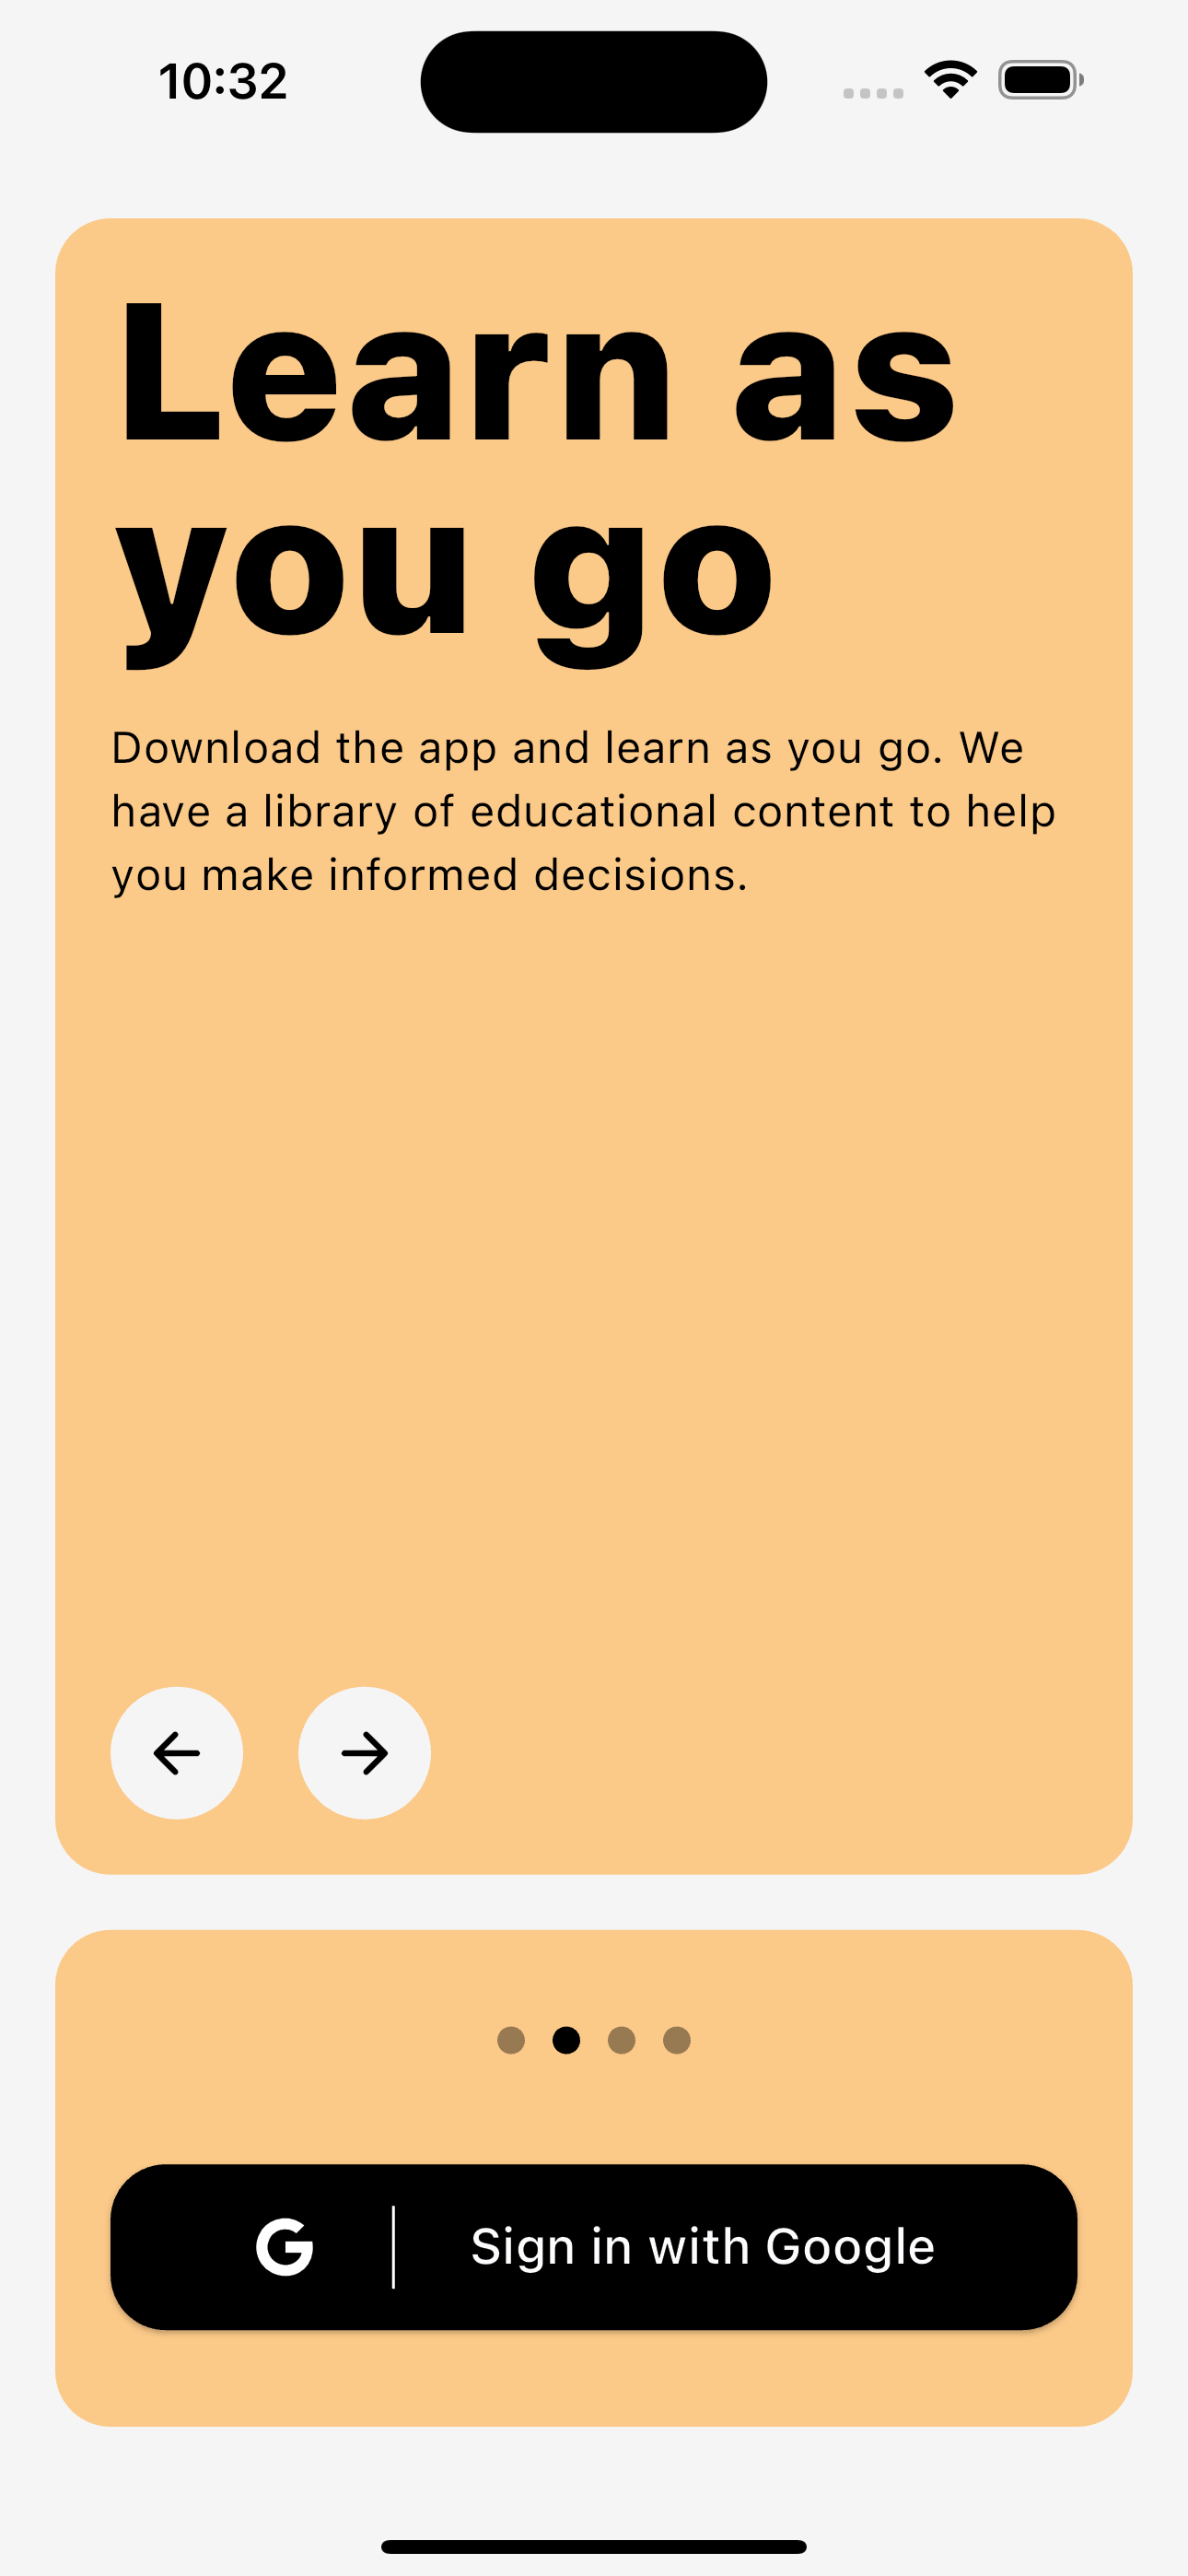 10:32
Learn as
you go
Download the app and learn as you go. We
have a library of educational content to help
you make informed decisions.
G
Sign in with Google